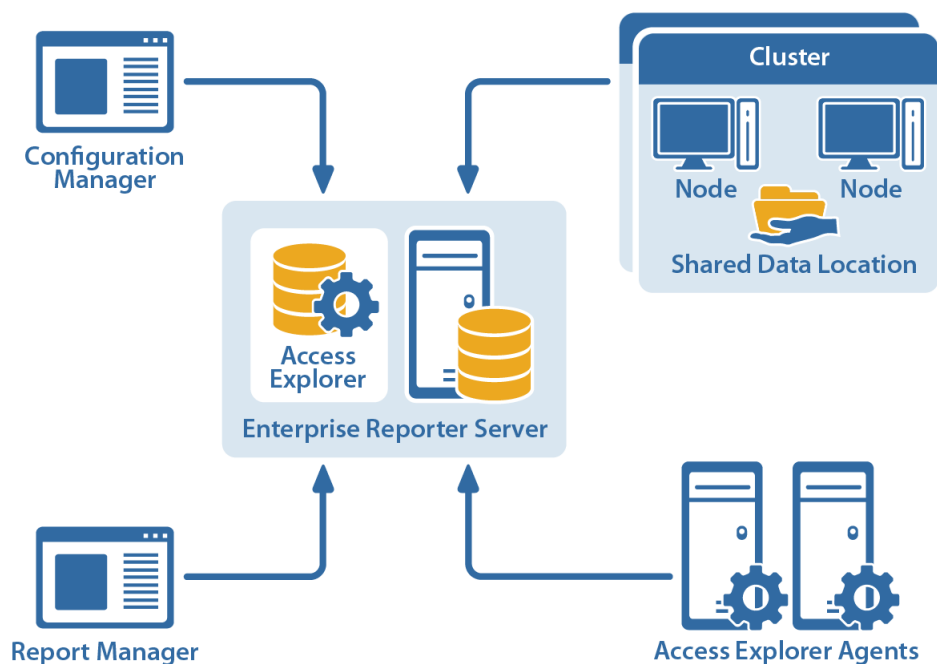 Configuration
Manager
Cluster
Node
Node
Shared Data Location
Access
Explorer
Enterprise Reporter Server
Report Manager
Access Explorer Agents